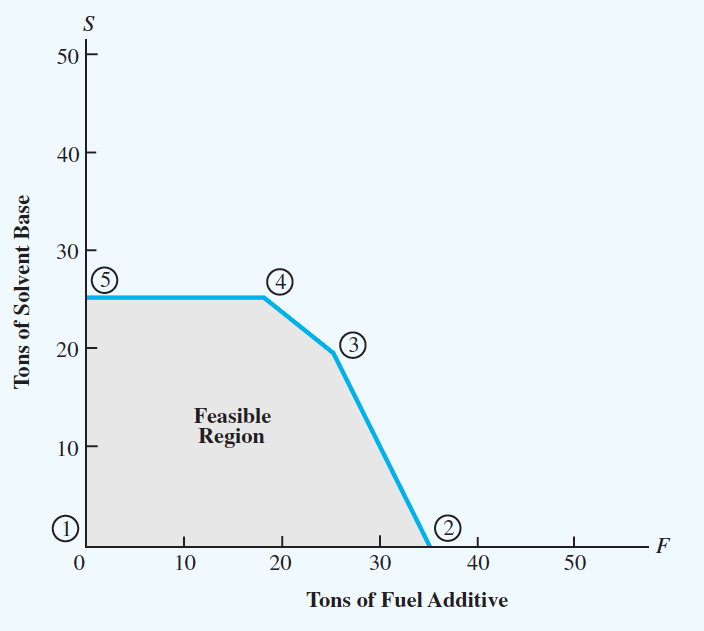 S
50
40
30
20
10
Tons of Solvent Base
⑤
④
③
Feasible
Region
①
②
F
0
10
20
30
40
50
Tons of Fuel Additive